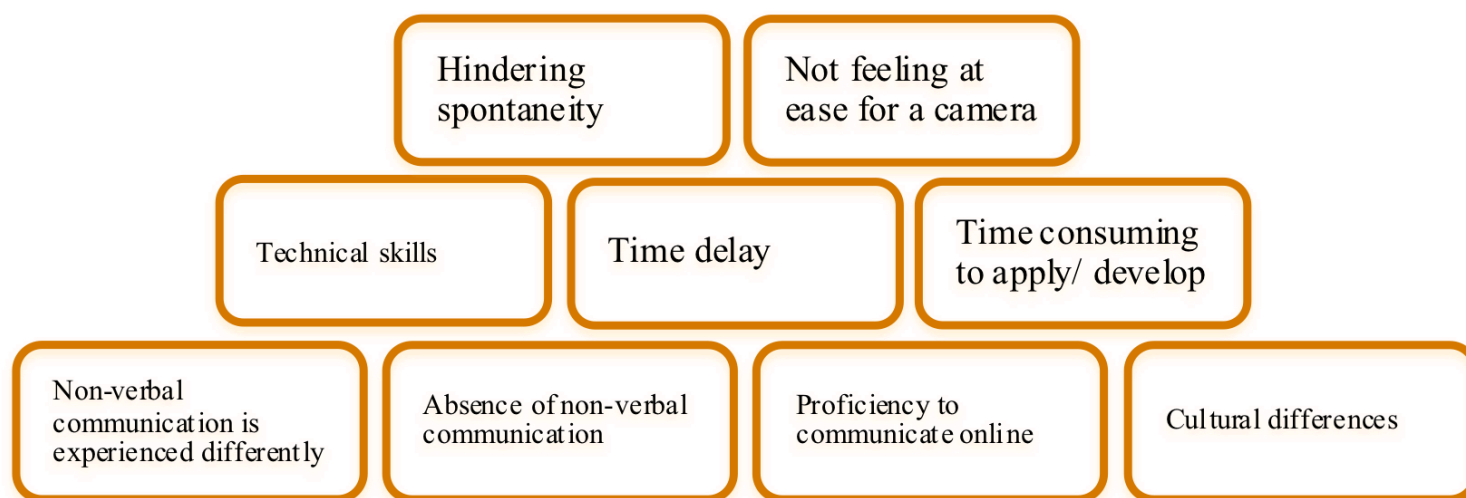 Hindering
spontaneity
Not feeling at
ease for a camera
Technical skills
Time delay
Time consuming
to apply/ develop
Non-verbal
communication is
experienced differently
Absence of non-verbal
communication
Proficiency to
communicate online
Cultural differences